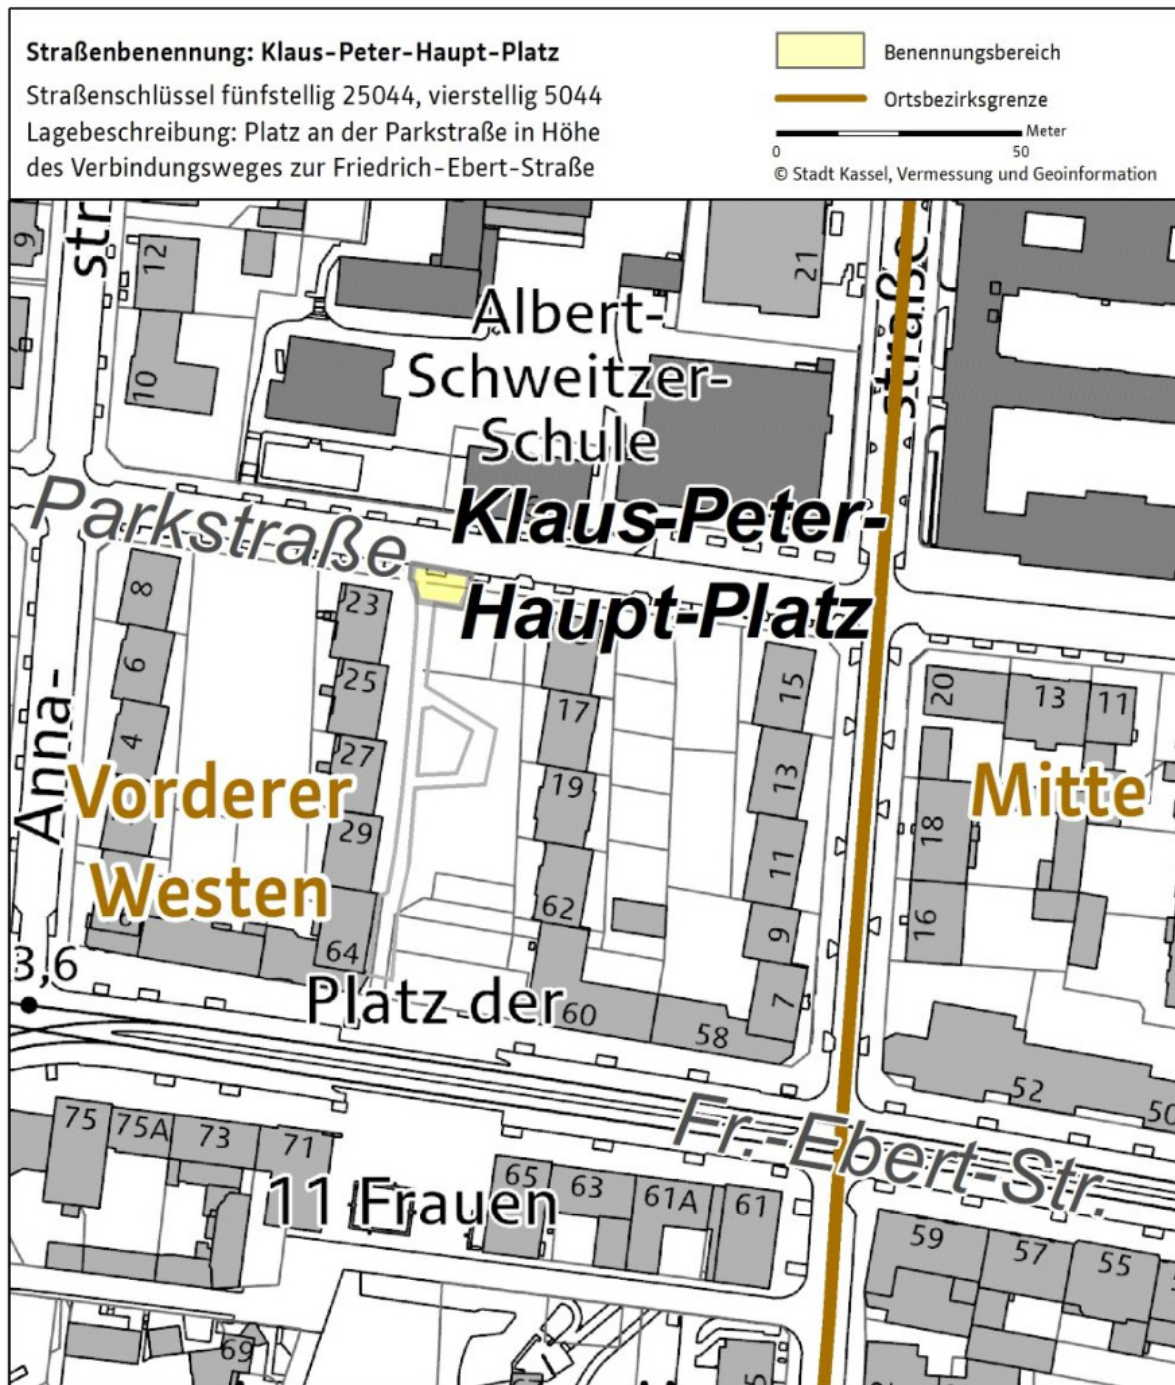 Straßenbenennung: Klaus-Peter-Haupt-Platz
Straßenschlüssel fünfstellig 25044, vierstellig 5044
Lagebeschreibung: Platz an der Parkstraße in Höhe
des Verbindungsweges zur Friedrich-Ebert-Straße
Benennungsbereich
Ortsbezirksgrenze
Meter
0 50
© Stadt Kassel, Vermessung und Geoinformation
9
str
12
21
straße
10
Albert-
Schweitzer-
Schule
Parkstraße
Klaus-Peter-
Haupt-Platz
8
23
6
25
15
20
13
11
17
4
27
13
19
Anna-
Vorderer
Westen
Mitte
29
11
18
62
9
16
64
3,6
Platz der
60
58
7
52
50
Fr.-Ebert-Str.
75
75A
73
71
65
63
61A
61
11 Frauen
59
57
55
69